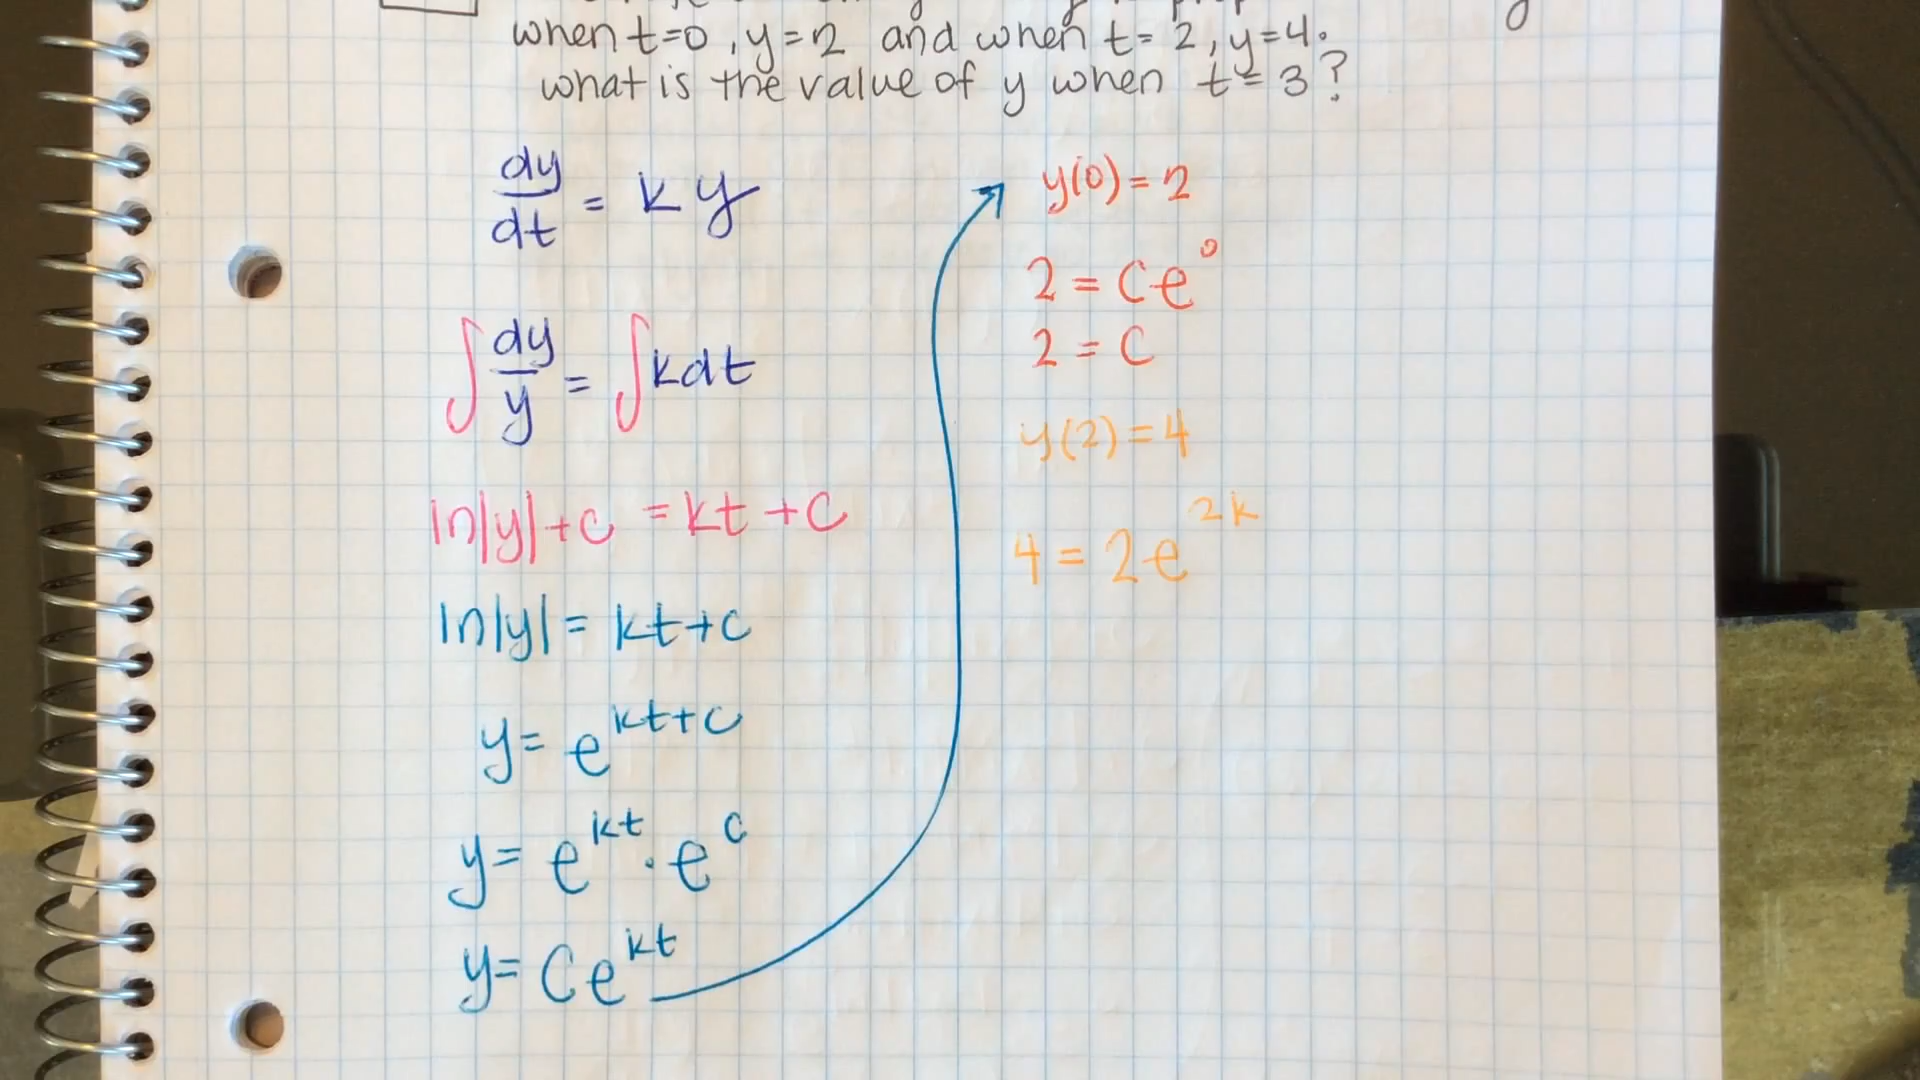 when t=0, y=2 and when t=2, y=4.
what is the value of y when t=3?
dy/dt = ky
∫ dy/y = ∫ kdt
ln|y|+c = kt+c
ln|y| = kt+c
y = e^(kt+c)
y = e^(kt) · e^c
y = Ce^(kt)
y(0) = 2
2 = Ce^0
2 = C
y(2) = 4
4 = 2e^(2k)